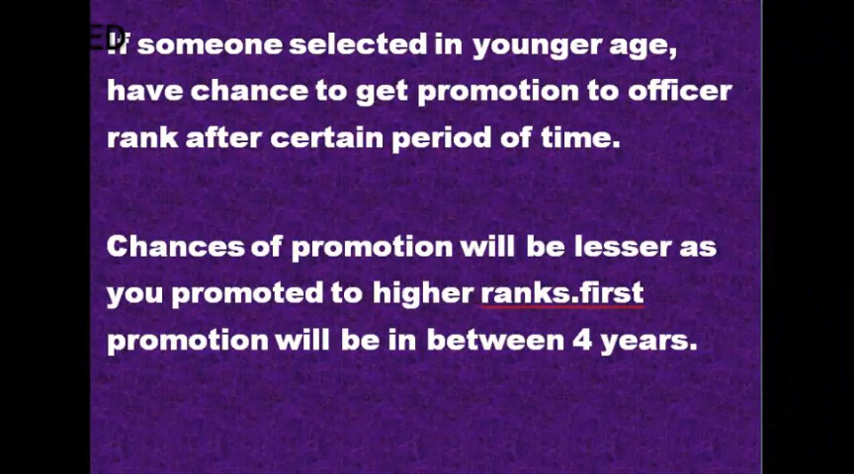 ED
If someone selected in younger age,
have chance to get promotion to officer
rank after certain period of time.
Chances of promotion will be lesser as
you promoted to higher ranks.first
promotion will be in between 4 years.